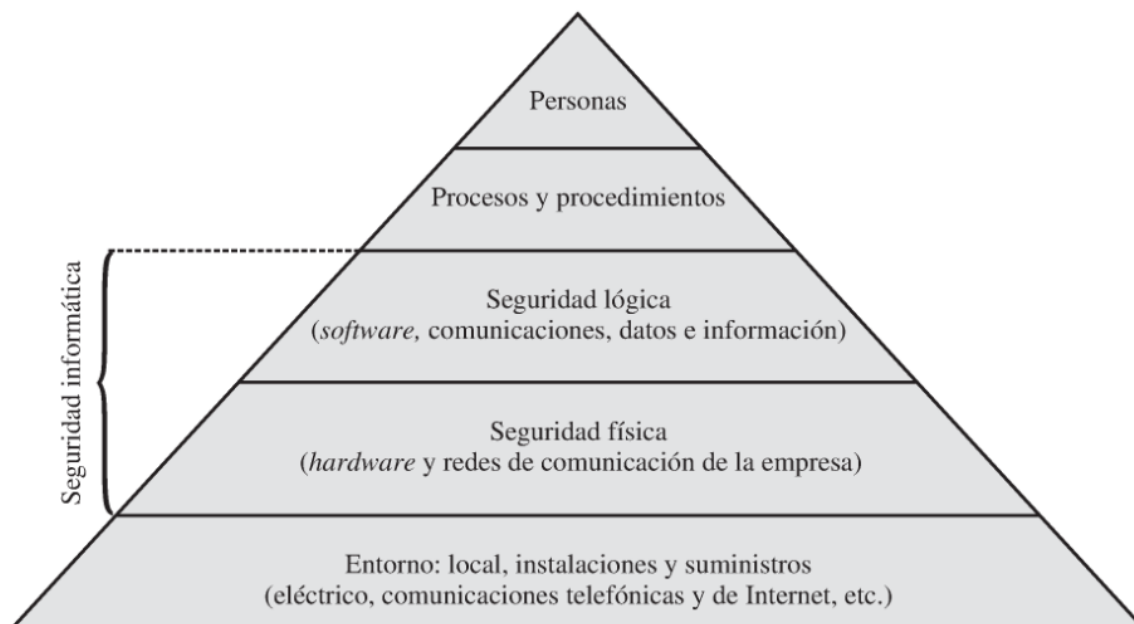 Personas
Procesos y procedimientos
Seguridad informática
Seguridad lógica
(software, comunicaciones, datos e información)
Seguridad física
(hardware y redes de comunicación de la empresa)
Entorno: local, instalaciones y suministros
(eléctrico, comunicaciones telefónicas y de Internet, etc.)